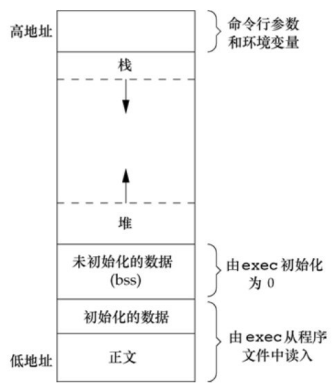 高地址
命令行参数
和环境变量
栈
堆
未初始化的数据
(bss)
由exec初始化
为 0
初始化的数据
由exec从程序
文件中读入
低地址
正文